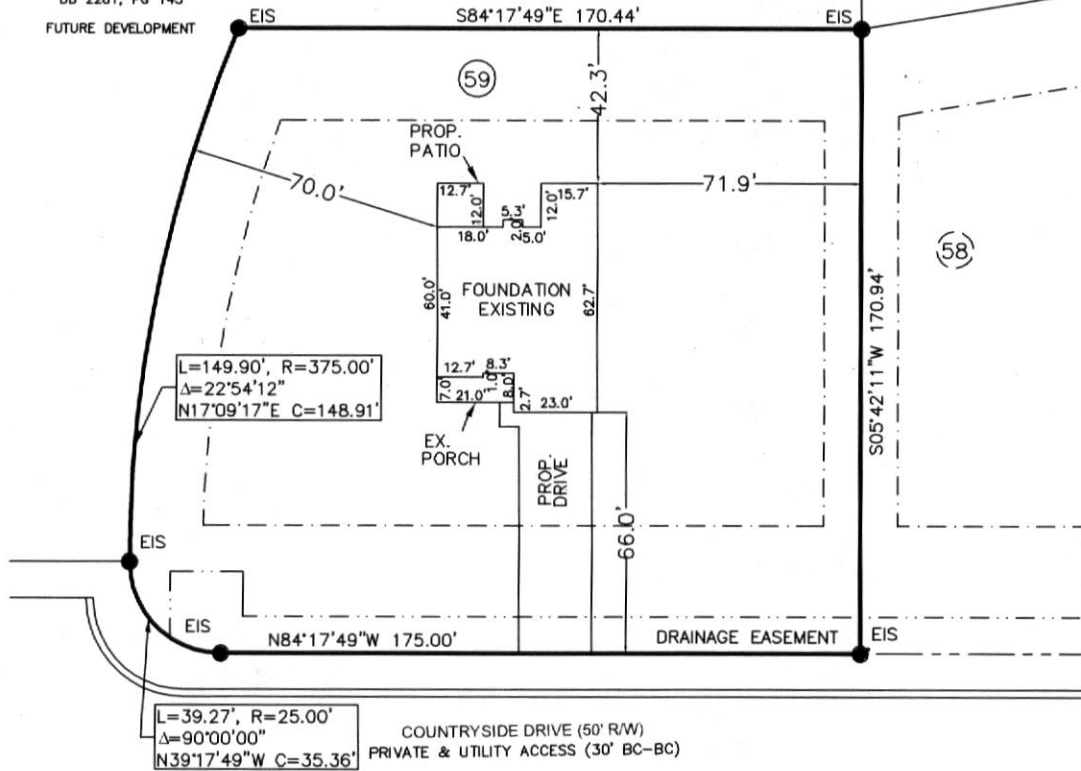 FUTURE DEVELOPMENT
EIS
S84°17'49"E 170.44'
EIS
59
42.3'
PROP.
PATIO
70.0'
12.7'
12.0'
5.3'
2.0'
12.0'
15.7'
71.9'
18.0'
5.0'
58
60.0'
41.0'
FOUNDATION
EXISTING
62.7'
S05°42'11"W 170.94'
L=149.90', R=375.00'
Δ=22°54'12"
N17°09'17"E C=148.91'
12.7'
8.3'
7.0'
1.0'
8.0'
21.0'
2.7'
23.0'
EX.
PORCH
PROP.
DRIVE
66.0'
EIS
EIS
N84°17'49"W 175.00'
DRAINAGE EASEMENT
EIS
L=39.27', R=25.00'
Δ=90°00'00"
N39°17'49"W C=35.36'
COUNTRYSIDE DRIVE (50' R/W)
PRIVATE & UTILITY ACCESS (30' BC-BC)